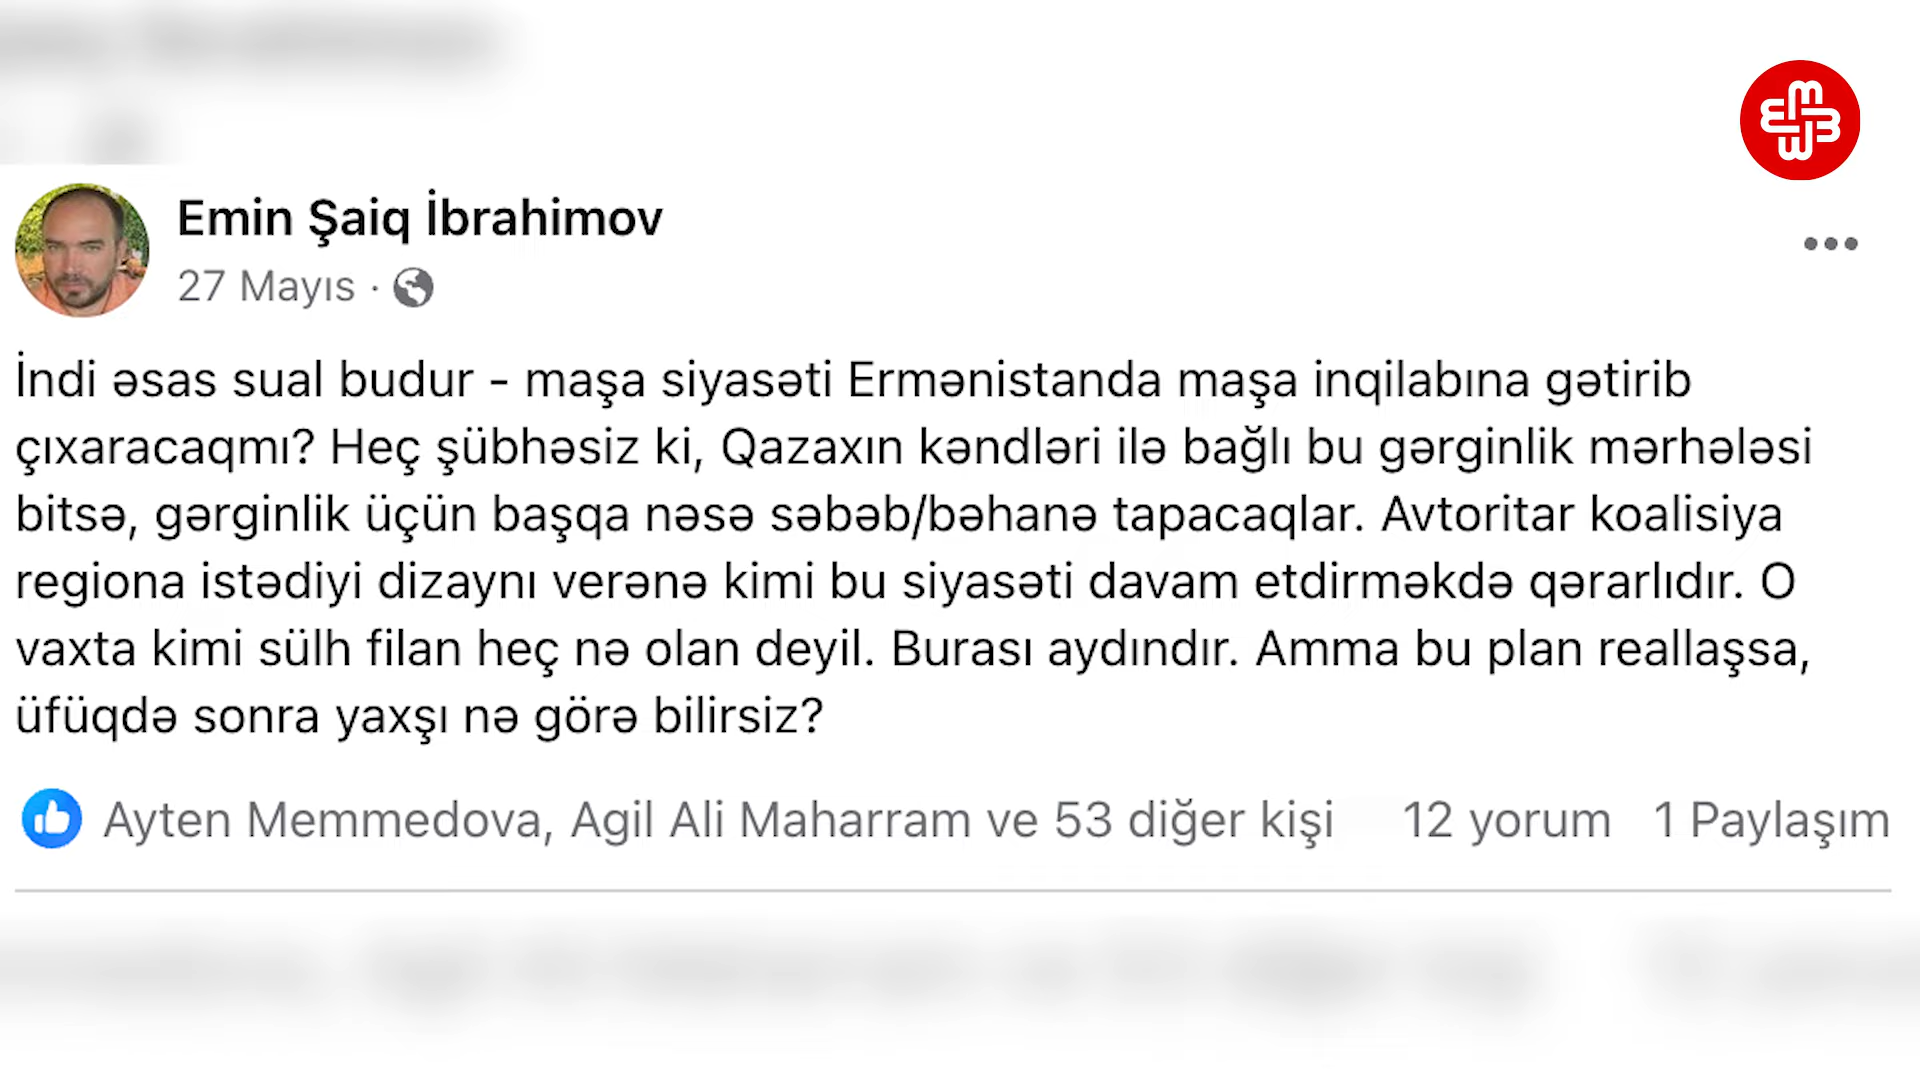 Emin Şaiq İbrahimov
27 Mayıs ·
İndi əsas sual budur - maşa siyasəti Ermənistanda maşa inqilabına gətirib
çıxaracaqmı? Heç şübhəsiz ki, Qazaxın kəndləri ilə bağlı bu gərginlik mərhələsi
bitsə, gərginlik üçün başqa nəsə səbəb/bəhanə tapacaqlar. Avtoritar koalisiya
regiona istədiyi dizaynı verənə kimi bu siyasəti davam etdirməkdə qərarlıdır. O
vaxta kimi sülh filan heç nə olan deyil. Burası aydındır. Amma bu plan reallaşsa,
üfüqdə sonra yaxşı nə görə bilirsiz?
Ayten Memmedova, Agil Ali Maharram ve 53 diğer kişi 12 yorum 1 Paylaşım